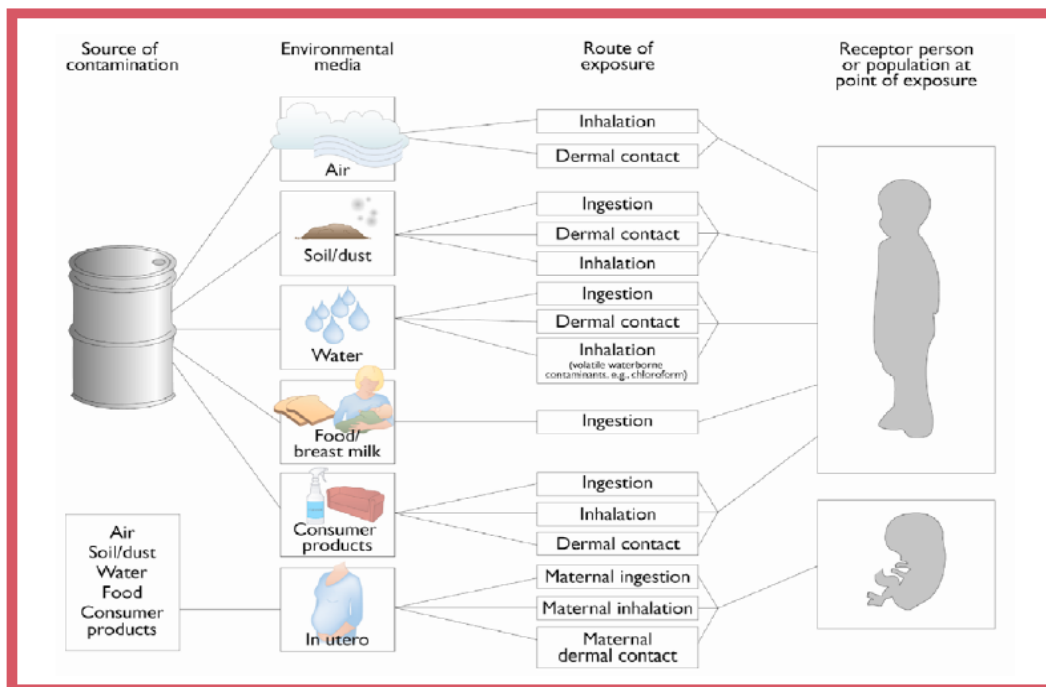 Source of
contamination
Environmental
media
Route of
exposure
Receptor person
or population at
point of exposure
Air
Inhalation
Dermal contact
Soil/dust
Ingestion
Dermal contact
Inhalation
Water
Ingestion
Dermal contact
Inhalation
(volatile waterborne
contaminants, e.g., chloroform)
Food/
breast milk
Ingestion
Consumer
products
Ingestion
Inhalation
Dermal contact
Air
Soil/dust
Water
Food
Consumer
products
In utero
Maternal ingestion
Maternal inhalation
Maternal
dermal contact